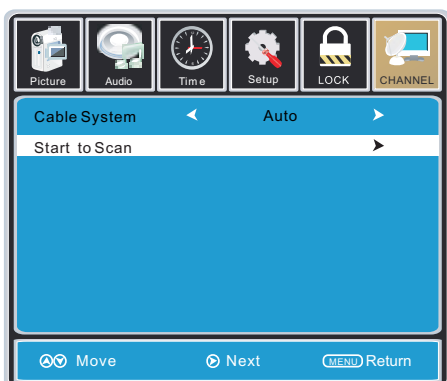 Picture Audio Time Setup LOCK CHANNEL
Cable System Auto
Start to Scan
Move Next MENU Return